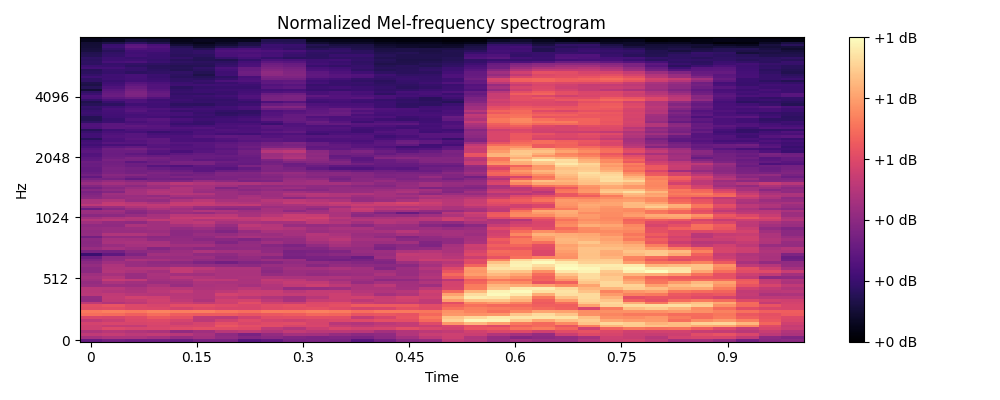 Normalized Mel-frequency spectrogram
Hz
4096
2048
1024
512
0
0 0.15 0.3 0.45 0.6 0.75 0.9
Time
+1 dB
+1 dB
+1 dB
+0 dB
+0 dB
+0 dB